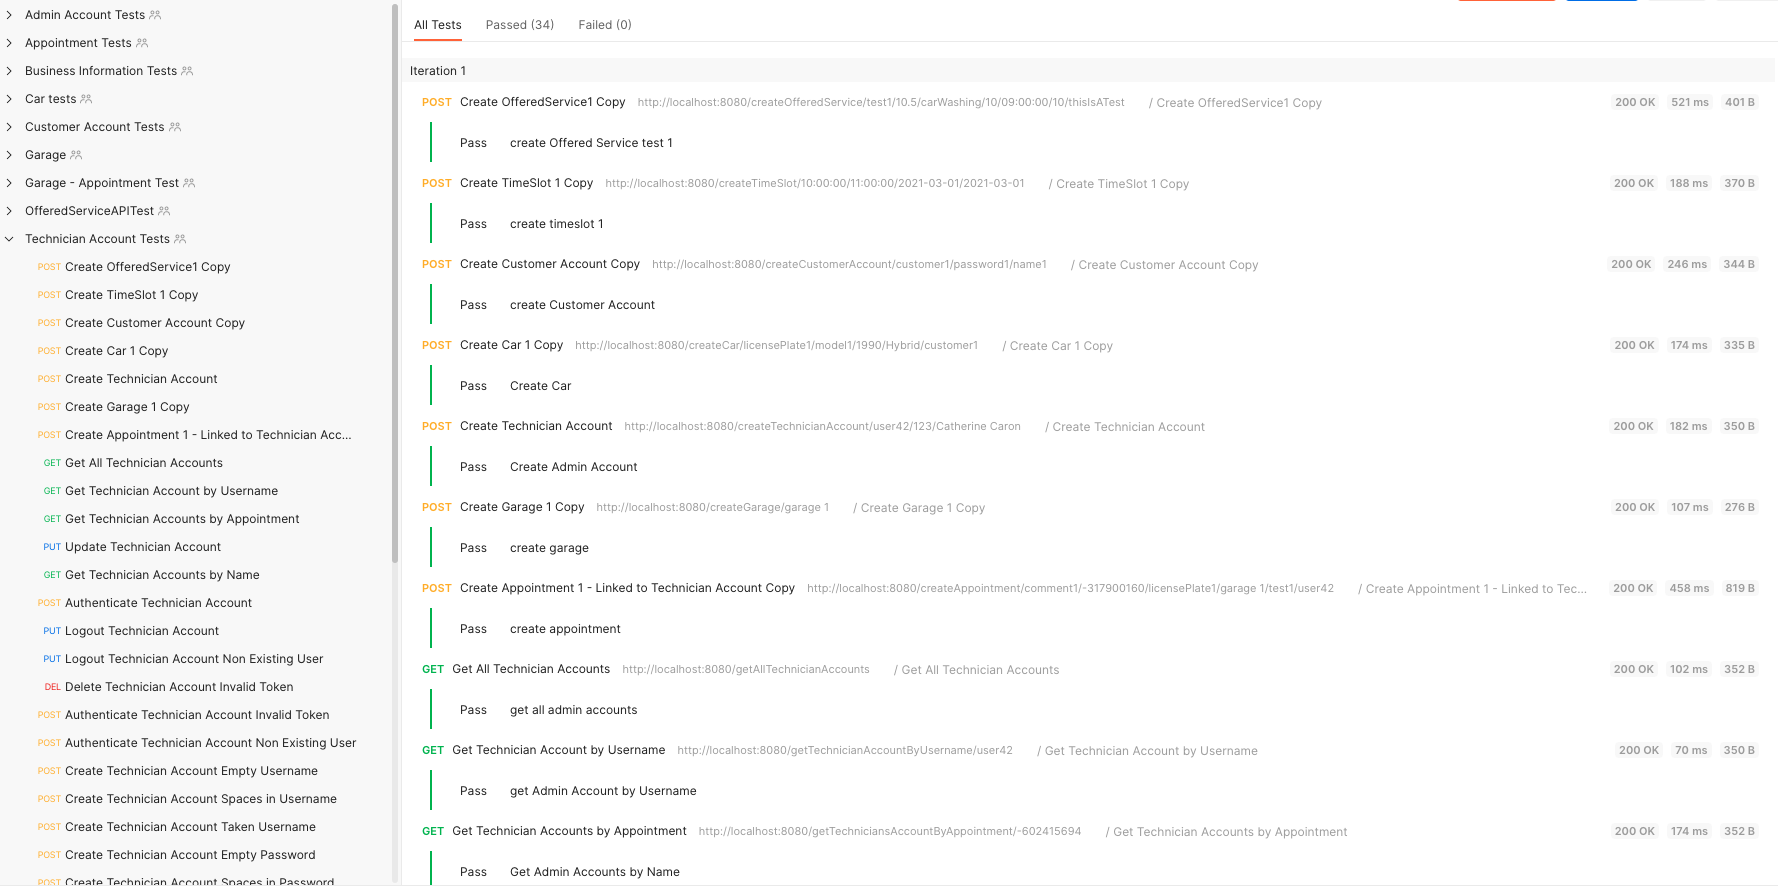 Admin Account Tests
Appointment Tests
Business Information Tests
Car tests
Customer Account Tests
Garage
Garage - Appointment Test
OfferedServiceAPITest
Technician Account Tests
POST Create OfferedService1 Copy
POST Create TimeSlot 1 Copy
POST Create Customer Account Copy
POST Create Car 1 Copy
POST Create Technician Account
POST Create Garage 1 Copy
POST Create Appointment 1 - Linked to Technician Acc...
GET Get All Technician Accounts
GET Get Technician Account by Username
GET Get Technician Accounts by Appointment
PUT Update Technician Account
GET Get Technician Accounts by Name
POST Authenticate Technician Account
PUT Logout Technician Account
PUT Logout Technician Account Non Existing User
DEL Delete Technician Account Invalid Token
POST Authenticate Technician Account Invalid Token
POST Authenticate Technician Account Non Existing User
POST Create Technician Account Empty Username
POST Create Technician Account Spaces in Username
POST Create Technician Account Taken Username
POST Create Technician Account Empty Password
POST Create Technician Account Spaces in Password
All Tests Passed (34) Failed (0)
Iteration 1
POST Create OfferedService1 Copy http://localhost:8080/createOfferedService/test1/10.5/carWashing/10/09:00:00/10/thisIsATest / Create OfferedService1 Copy 200 OK 521 ms 401 B
Pass create Offered Service test 1
POST Create TimeSlot 1 Copy http://localhost:8080/createTimeSlot/10:00:00/11:00:00/2021-03-01/2021-03-01 / Create TimeSlot 1 Copy 200 OK 188 ms 370 B
Pass create timeslot 1
POST Create Customer Account Copy http://localhost:8080/createCustomerAccount/customer1/password1/name1 / Create Customer Account Copy 200 OK 246 ms 344 B
Pass create Customer Account
POST Create Car 1 Copy http://localhost:8080/createCar/licensePlate1/model1/1990/Hybrid/customer1 / Create Car 1 Copy 200 OK 174 ms 335 B
Pass Create Car
POST Create Technician Account http://localhost:8080/createTechnicianAccount/user42/123/Catherine Caron / Create Technician Account 200 OK 182 ms 350 B
Pass Create Admin Account
POST Create Garage 1 Copy http://localhost:8080/createGarage/garage 1 / Create Garage 1 Copy 200 OK 107 ms 276 B
Pass create garage
POST Create Appointment 1 - Linked to Technician Account Copy http://localhost:8080/createAppointment/comment1/-317900160/licensePlate1/garage 1/test1/user42 / Create Appointment 1 - Linked to Tec... 200 OK 458 ms 819 B
Pass create appointment
GET Get All Technician Accounts http://localhost:8080/getAllTechnicianAccounts / Get All Technician Accounts 200 OK 102 ms 352 B
Pass get all admin accounts
GET Get Technician Account by Username http://localhost:8080/getTechnicianAccountByUsername/user42 / Get Technician Account by Username 200 OK 70 ms 350 B
Pass get Admin Account by Username
GET Get Technician Accounts by Appointment http://localhost:8080/getTechniciansAccountByAppointment/-602415694 / Get Technician Accounts by Appointment 200 OK 174 ms 352 B
Pass Get Admin Accounts by Name